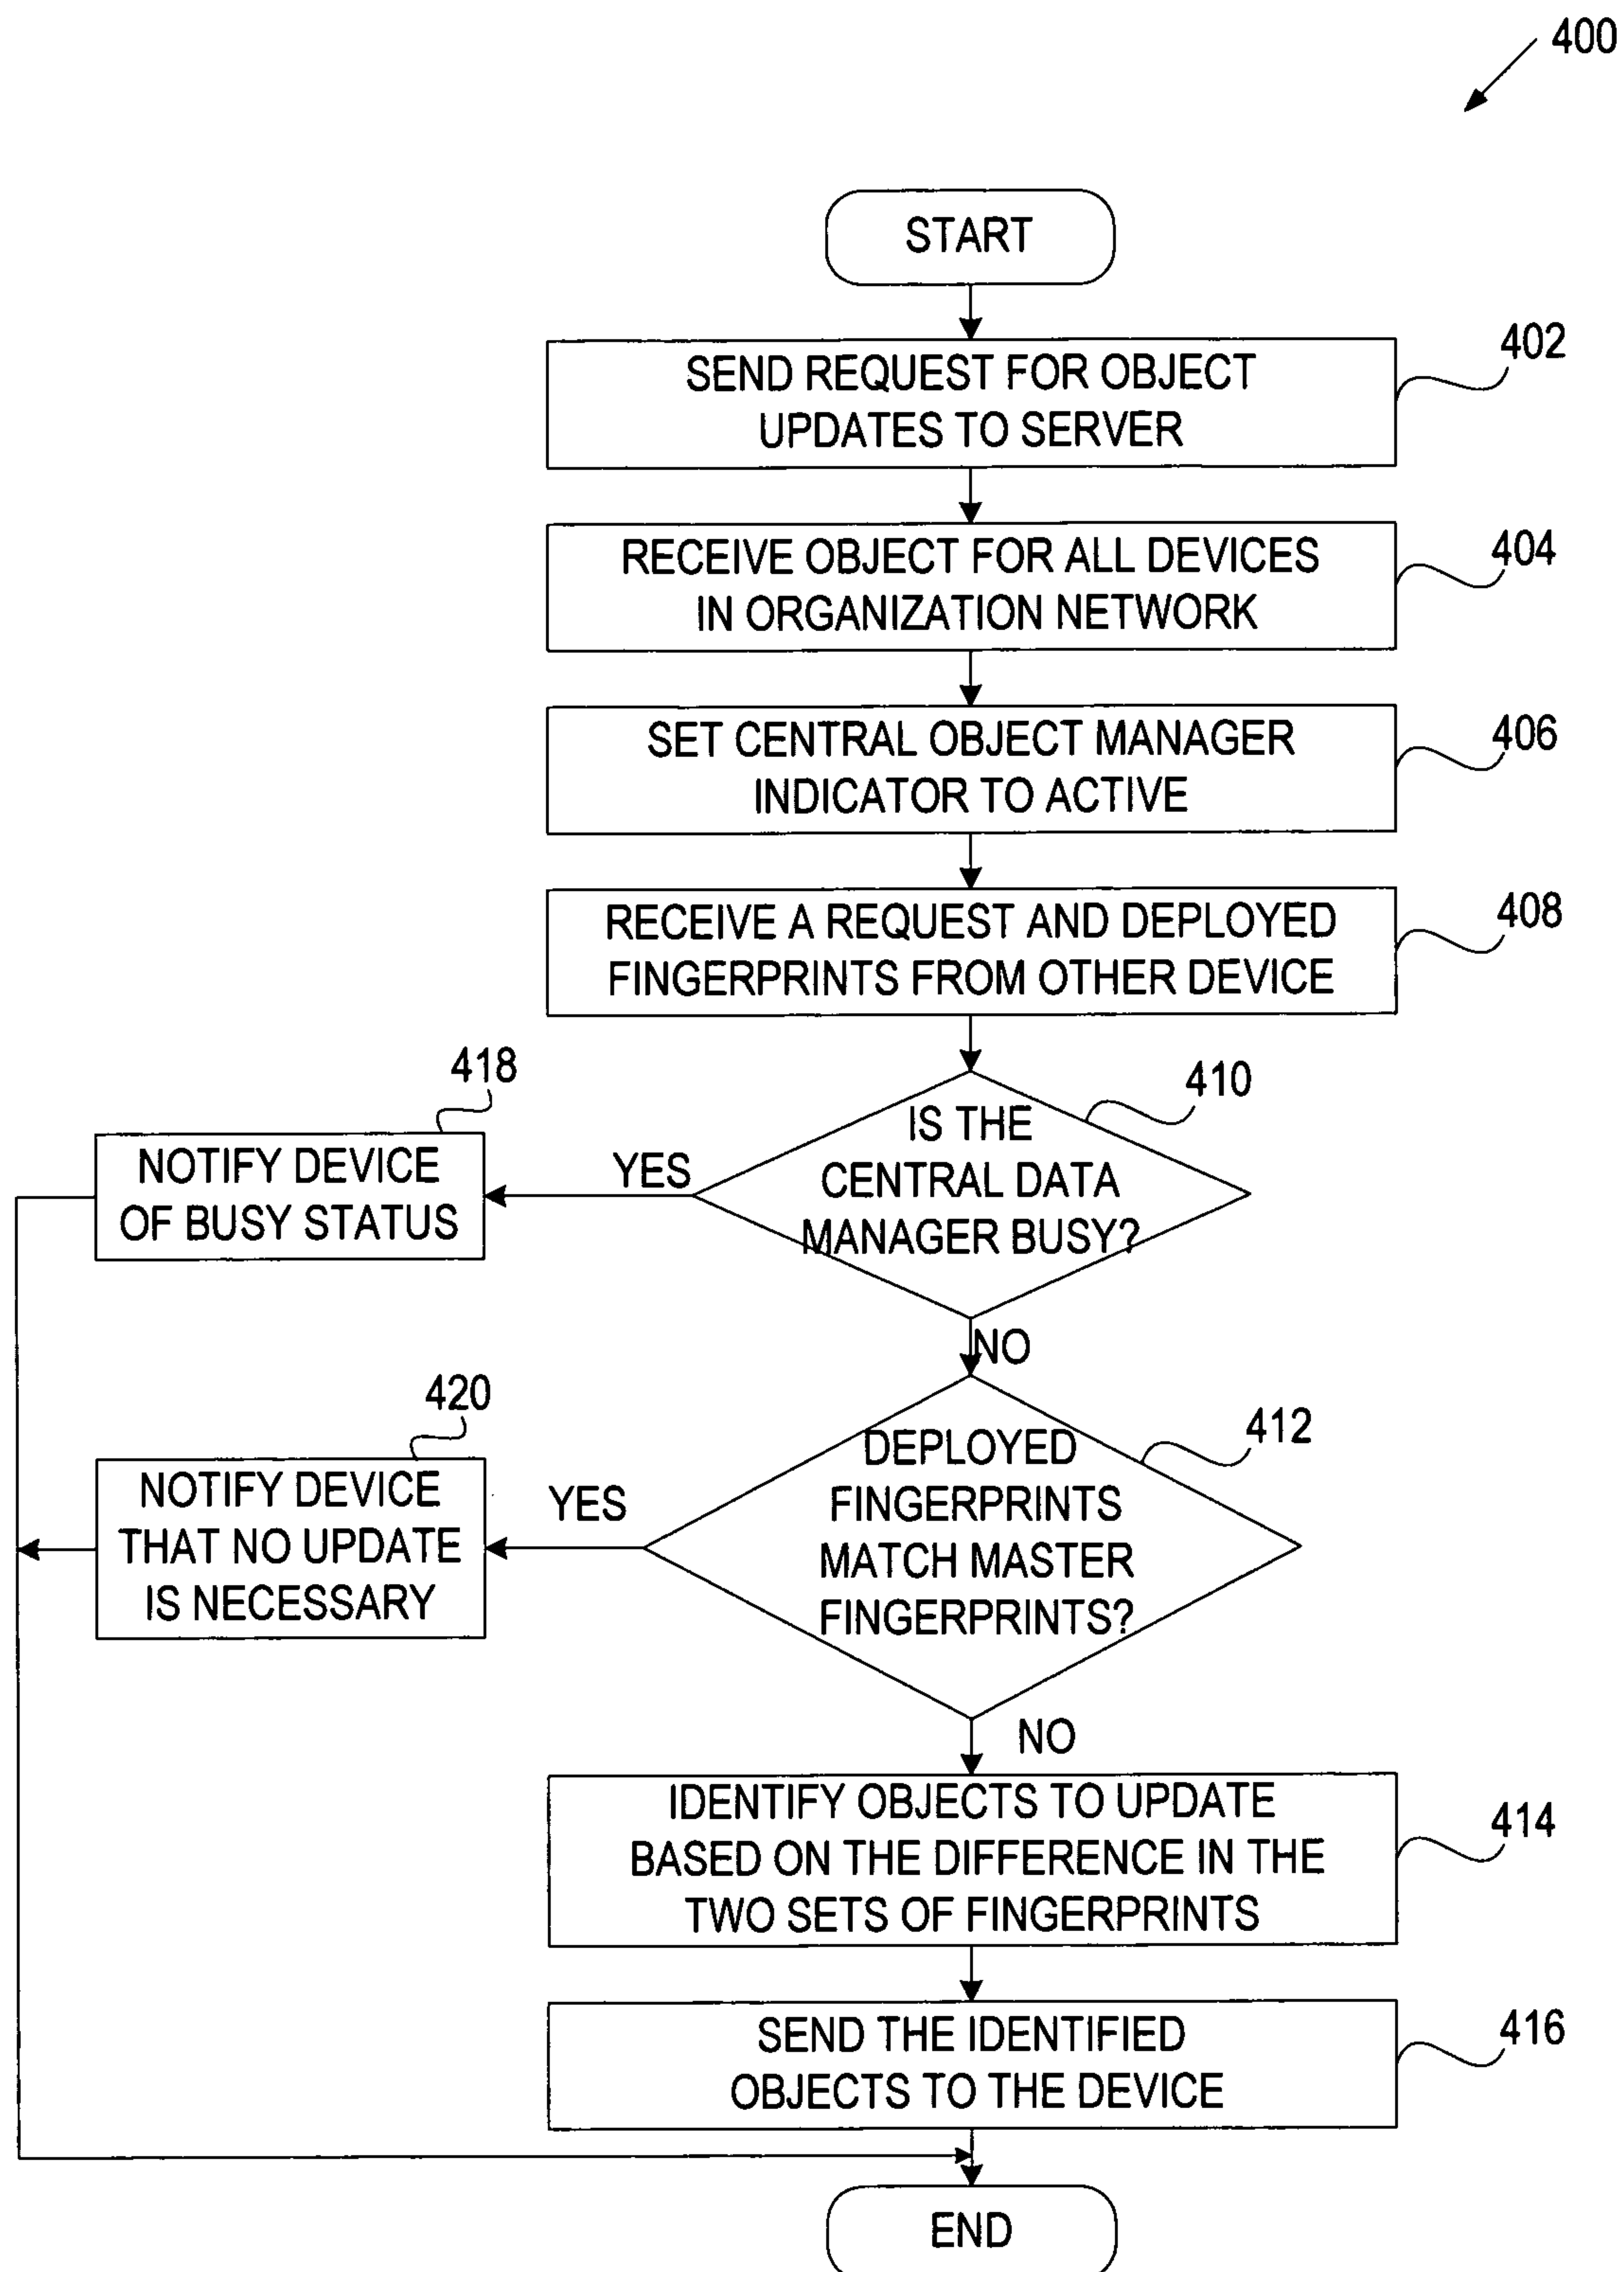 400
START
SEND REQUEST FOR OBJECT
UPDATES TO SERVER
402
RECEIVE OBJECT FOR ALL DEVICES
IN ORGANIZATION NETWORK
404
SET CENTRAL OBJECT MANAGER
INDICATOR TO ACTIVE
406
RECEIVE A REQUEST AND DEPLOYED
FINGERPRINTS FROM OTHER DEVICE
408
IS THE
CENTRAL DATA
MANAGER BUSY?
410
YES
418
NOTIFY DEVICE
OF BUSY STATUS
NO
DEPLOYED
FINGERPRINTS
MATCH MASTER
FINGERPRINTS?
412
YES
420
NOTIFY DEVICE
THAT NO UPDATE
IS NECESSARY
NO
IDENTIFY OBJECTS TO UPDATE
BASED ON THE DIFFERENCE IN THE
TWO SETS OF FINGERPRINTS
414
SEND THE IDENTIFIED
OBJECTS TO THE DEVICE
416
END